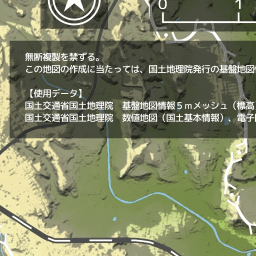 0 1
無断複製を禁ずる。
この地図の作成に当たっては、国土地理院発行の基盤地図
【使用データ】
国土交通省国土地理院 基盤地図情報5mメッシュ（標高
国土交通省国土地理院 数値地図（国土基本情報）、電子